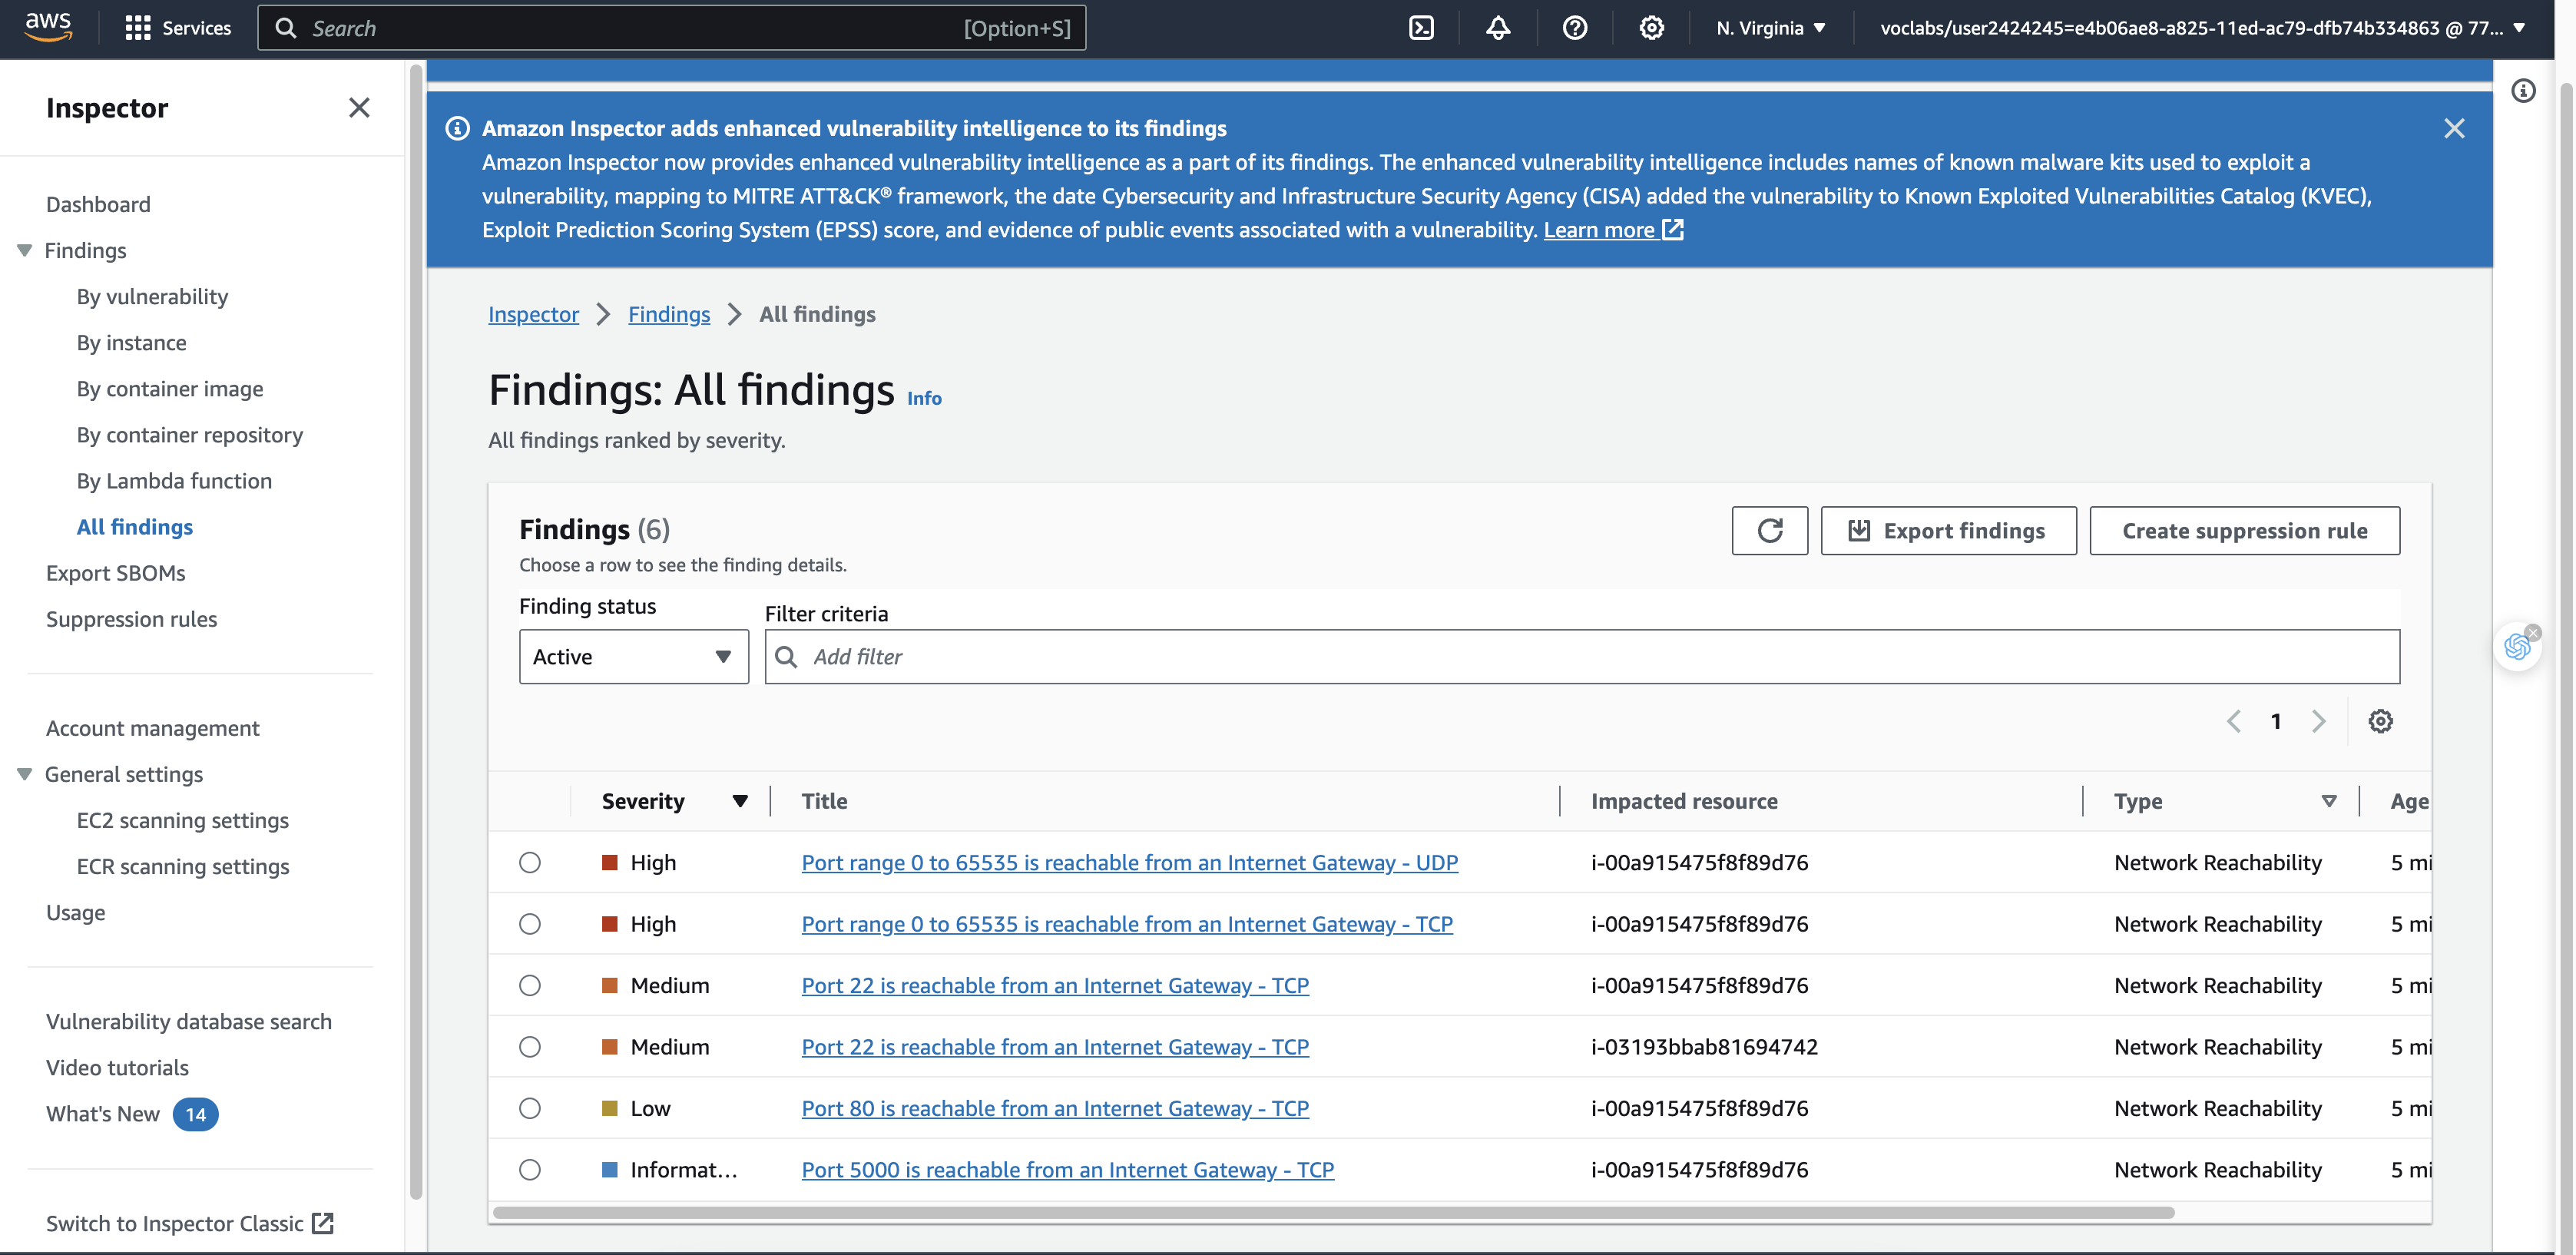 aws
Services
Search
[Option+S]
N. Virginia
voclabs/user2424245=e4b06ae8-a825-11ed-ac79-dfb74b334863 @ 77...
Inspector
Dashboard
Findings
By vulnerability
By instance
By container image
By container repository
By Lambda function
All findings
Export SBOMs
Suppression rules
Account management
General settings
EC2 scanning settings
ECR scanning settings
Usage
Vulnerability database search
Video tutorials
What's New 14
Switch to Inspector Classic
Amazon Inspector adds enhanced vulnerability intelligence to its findings
Amazon Inspector now provides enhanced vulnerability intelligence as a part of its findings. The enhanced vulnerability intelligence includes names of known malware kits used to exploit a
vulnerability, mapping to MITRE ATT&CK® framework, the date Cybersecurity and Infrastructure Security Agency (CISA) added the vulnerability to Known Exploited Vulnerabilities Catalog (KVEC),
Exploit Prediction Scoring System (EPSS) score, and evidence of public events associated with a vulnerability. Learn more
Inspector > Findings > All findings
Findings: All findings Info
All findings ranked by severity.
Findings (6)
Choose a row to see the finding details.
Export findings
Create suppression rule
Finding status
Filter criteria
Active
Add filter
1
Severity Title Impacted resource Type Age
High Port range 0 to 65535 is reachable from an Internet Gateway - UDP i-00a915475f8f89d76 Network Reachability 5 mi
High Port range 0 to 65535 is reachable from an Internet Gateway - TCP i-00a915475f8f89d76 Network Reachability 5 mi
Medium Port 22 is reachable from an Internet Gateway - TCP i-00a915475f8f89d76 Network Reachability 5 mi
Medium Port 22 is reachable from an Internet Gateway - TCP i-03193bbab81694742 Network Reachability 5 mi
Low Port 80 is reachable from an Internet Gateway - TCP i-00a915475f8f89d76 Network Reachability 5 mi
Informat... Port 5000 is reachable from an Internet Gateway - TCP i-00a915475f8f89d76 Network Reachability 5 mi